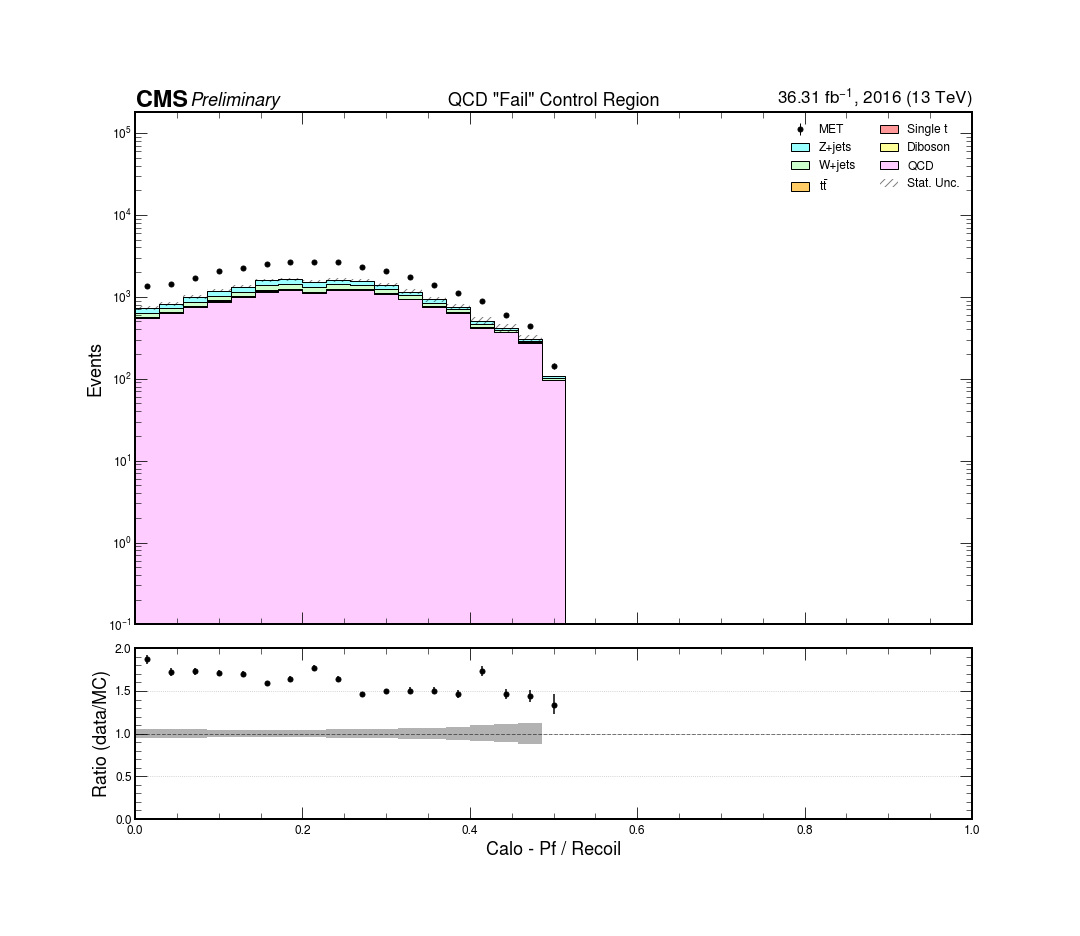 CMS Preliminary QCD "Fail" Control Region 36.31 fb⁻¹, 2016 (13 TeV)
MET
Z+jets
W+jets
tt̄
Single t
Diboson
QCD
Stat. Unc.
10⁵
10⁴
10³
10²
10¹
10⁰
10⁻¹
Events
2.0
1.5
1.0
0.5
0.0
Ratio (data/MC)
0.0 0.2 0.4 0.6 0.8 1.0
Calo - Pf / Recoil